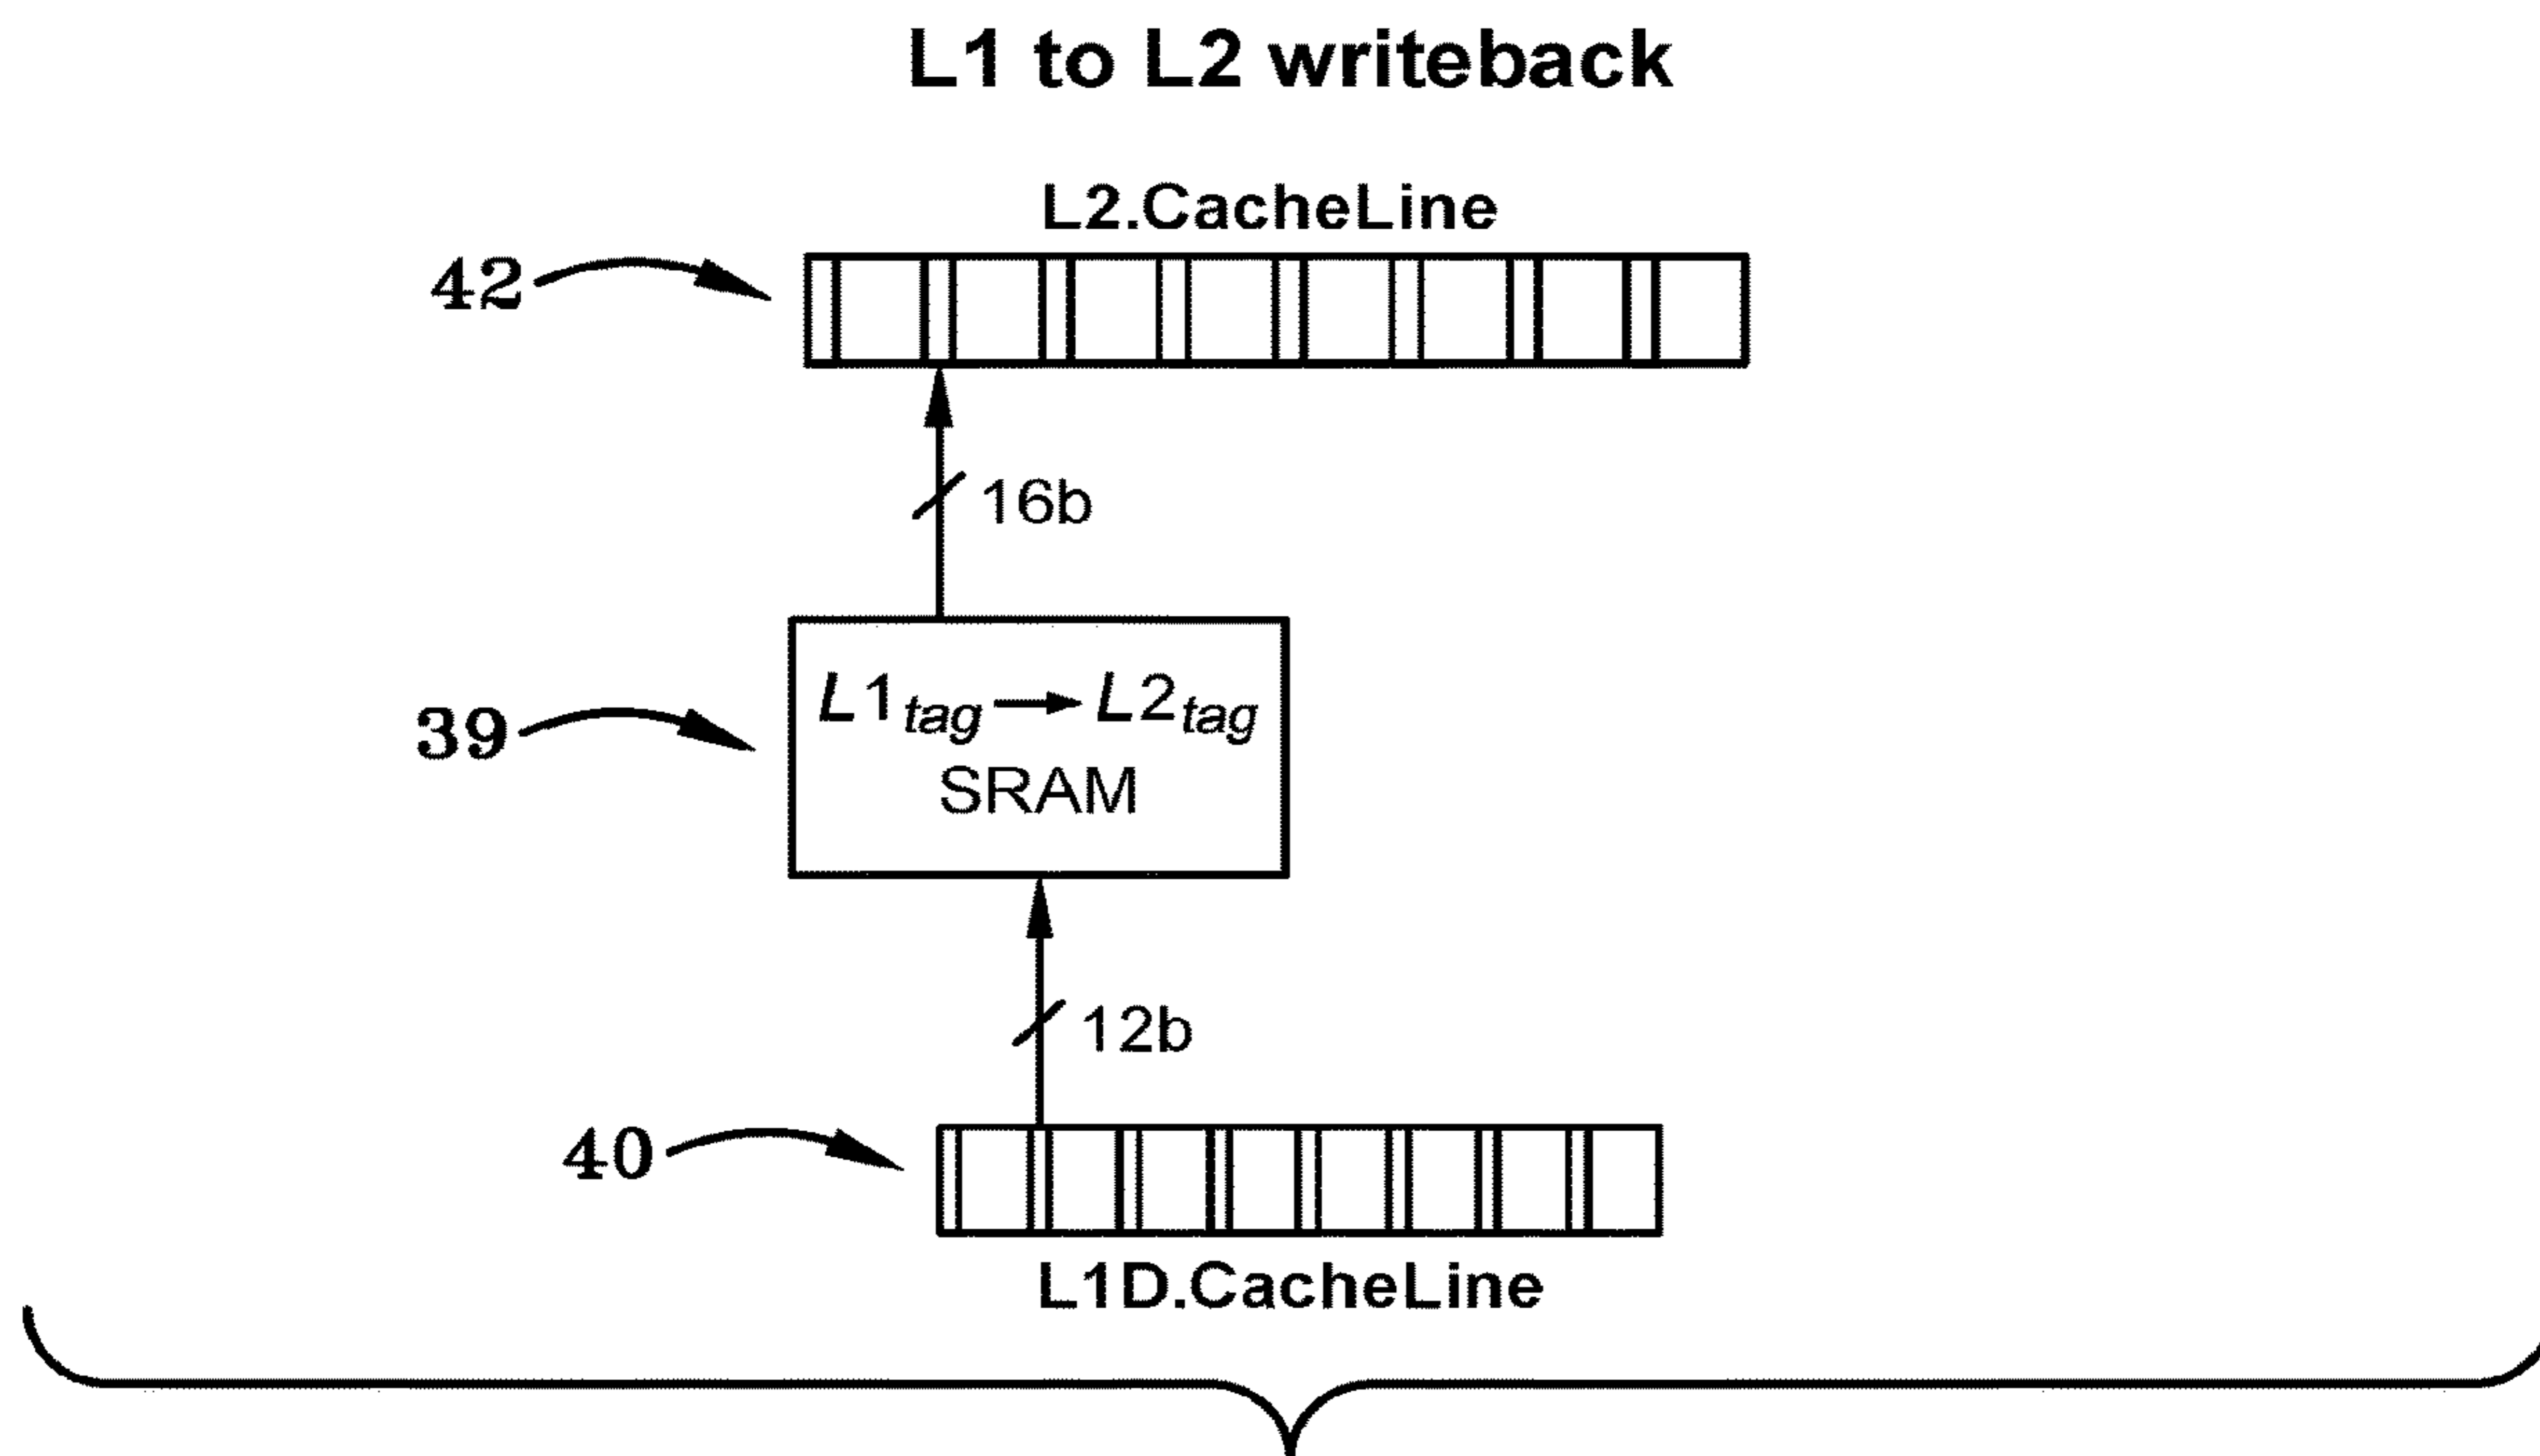 L1 to L2 writeback
L2.CacheLine
42
16b
L1tag → L2tag
39
SRAM
12b
40
L1D.CacheLine